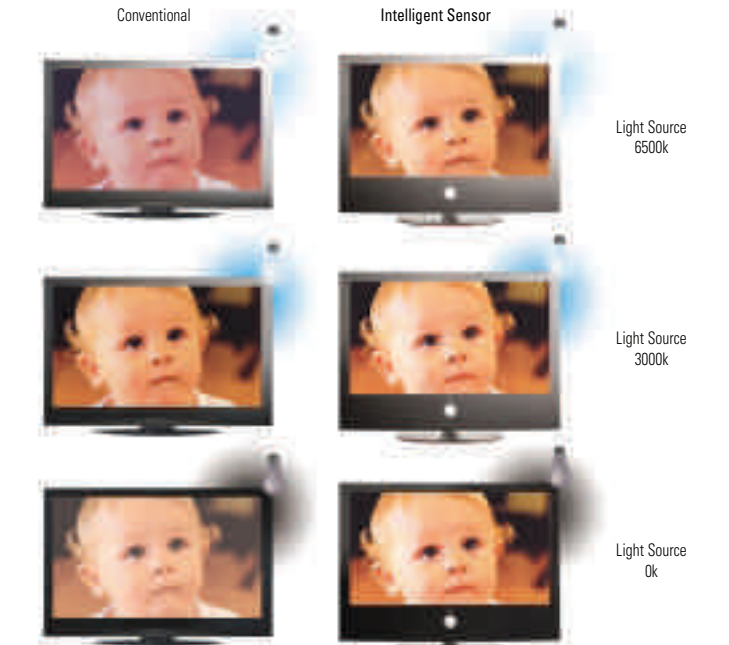 Conventional
Intelligent Sensor
Light Source
6500k
Light Source
3000k
Light Source
0k